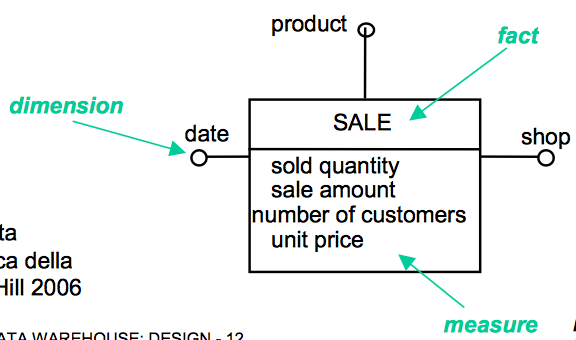 product
fact
dimension
SALE
date
shop
sold quantity
sale amount
number of customers
unit price
ta
ca della
Hill 2006
measure
ATA WAREHOUSE: DESIGN - 12